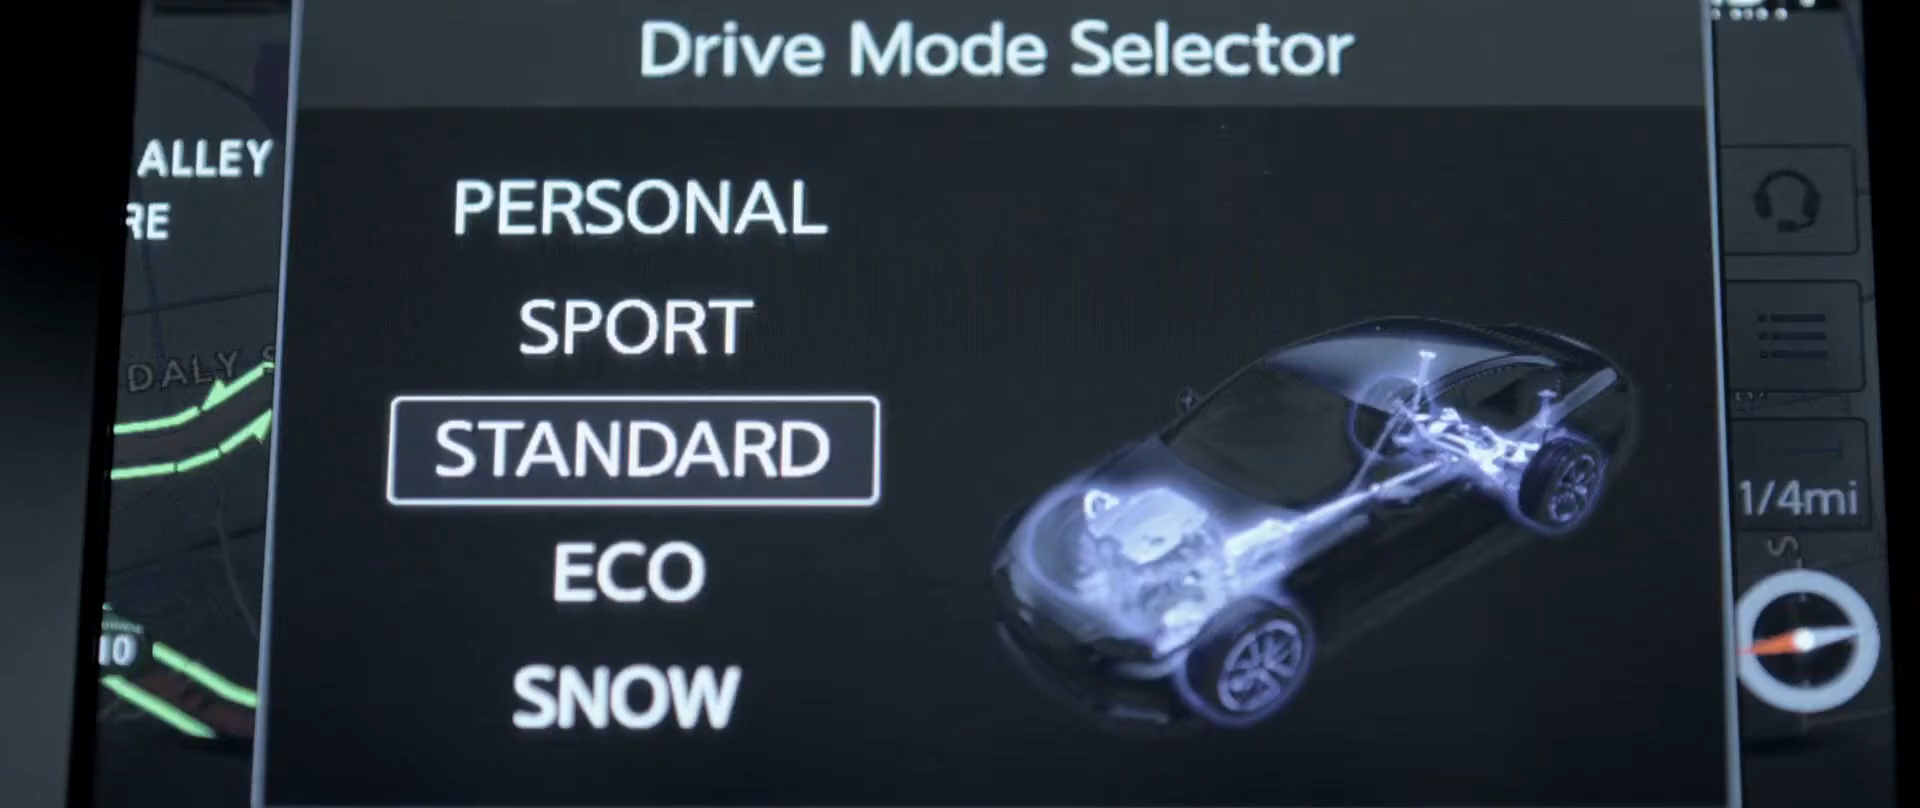 Drive Mode Selector
ALLEY
RE
PERSONAL
SPORT
DALY
STANDARD
1/4mi
ECO
10
SNOW